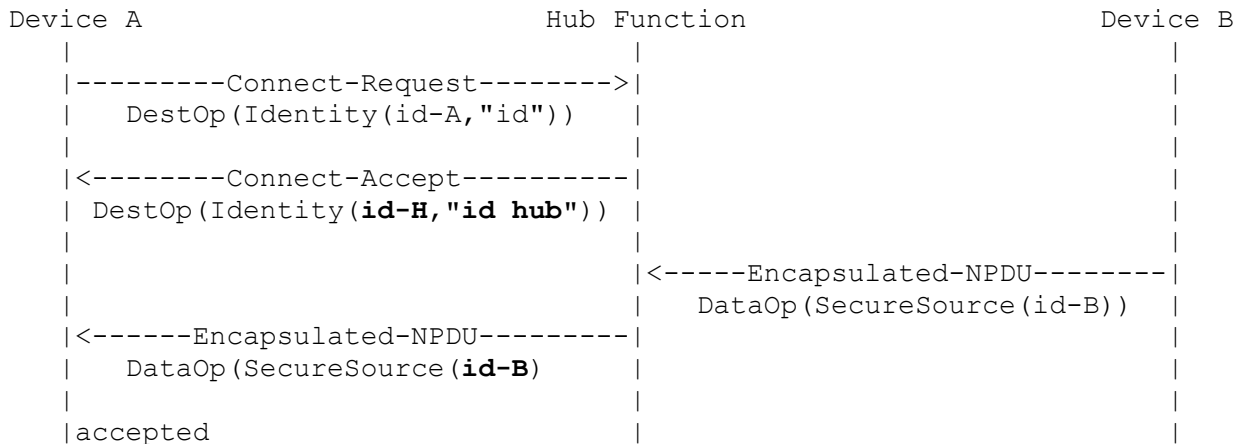 Device A Hub Function Device B
| | |
|---------Connect-Request-------->| |
| DestOp(Identity(id-A,"id")) | |
| | |
|<--------Connect-Accept----------| |
| DestOp(Identity(id-H,"id hub")) | |
| | |
| |<-----Encapsulated-NPDU--------|
| | DataOp(SecureSource(id-B)) |
|<------Encapsulated-NPDU---------| |
| DataOp(SecureSource(id-B) | |
| | |
|accepted | |